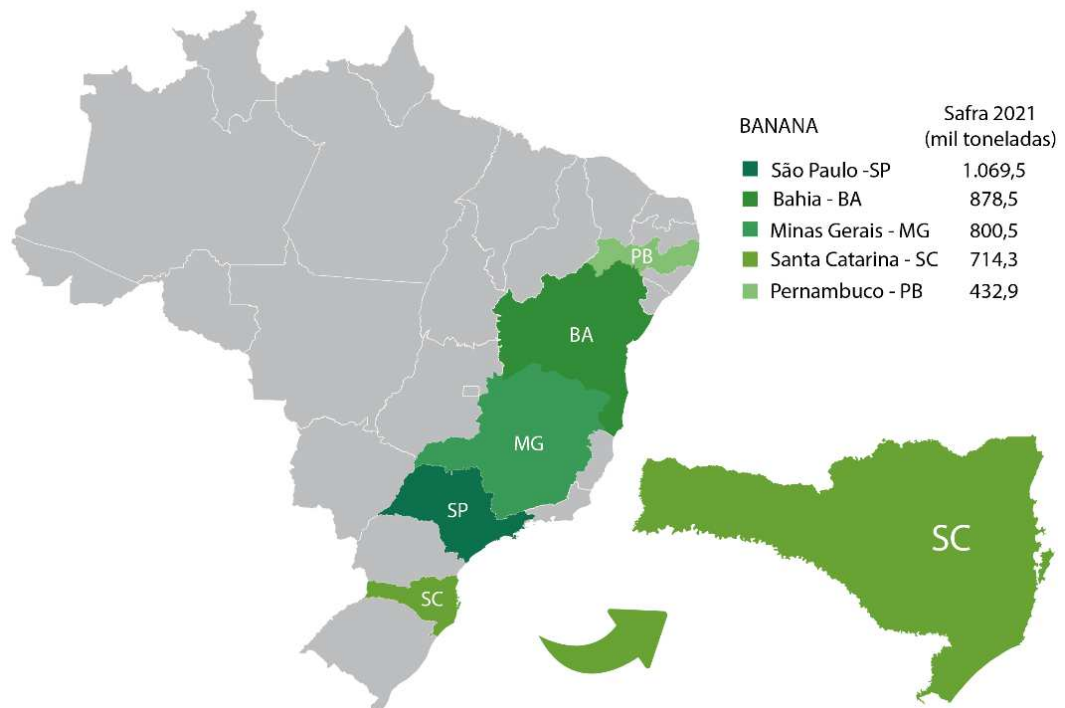 BANANA
Safra 2021
(mil toneladas)
São Paulo -SP 1.069,5
Bahia - BA 878,5
Minas Gerais - MG 800,5
Santa Catarina - SC 714,3
Pernambuco - PB 432,9
PB
BA
MG
SP
SC
SC